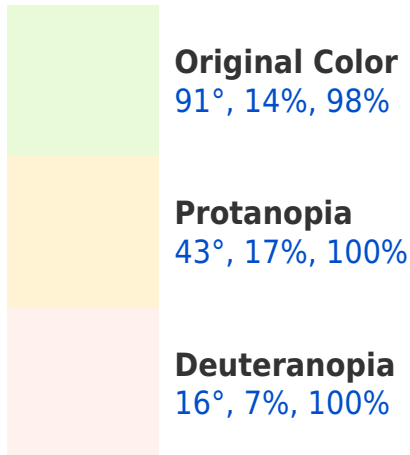 Original Color
91°, 14%, 98%
Protanopia
43°, 17%, 100%
Deuteranopia
16°, 7%, 100%